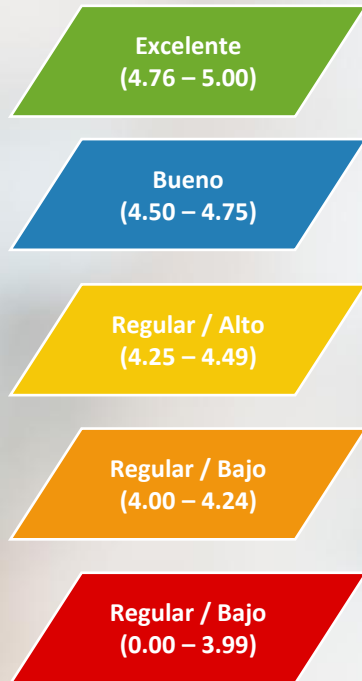 Excelente
(4.76 – 5.00)
Bueno
(4.50 – 4.75)
Regular / Alto
(4.25 – 4.49)
Regular / Bajo
(4.00 – 4.24)
Regular / Bajo
(0.00 – 3.99)